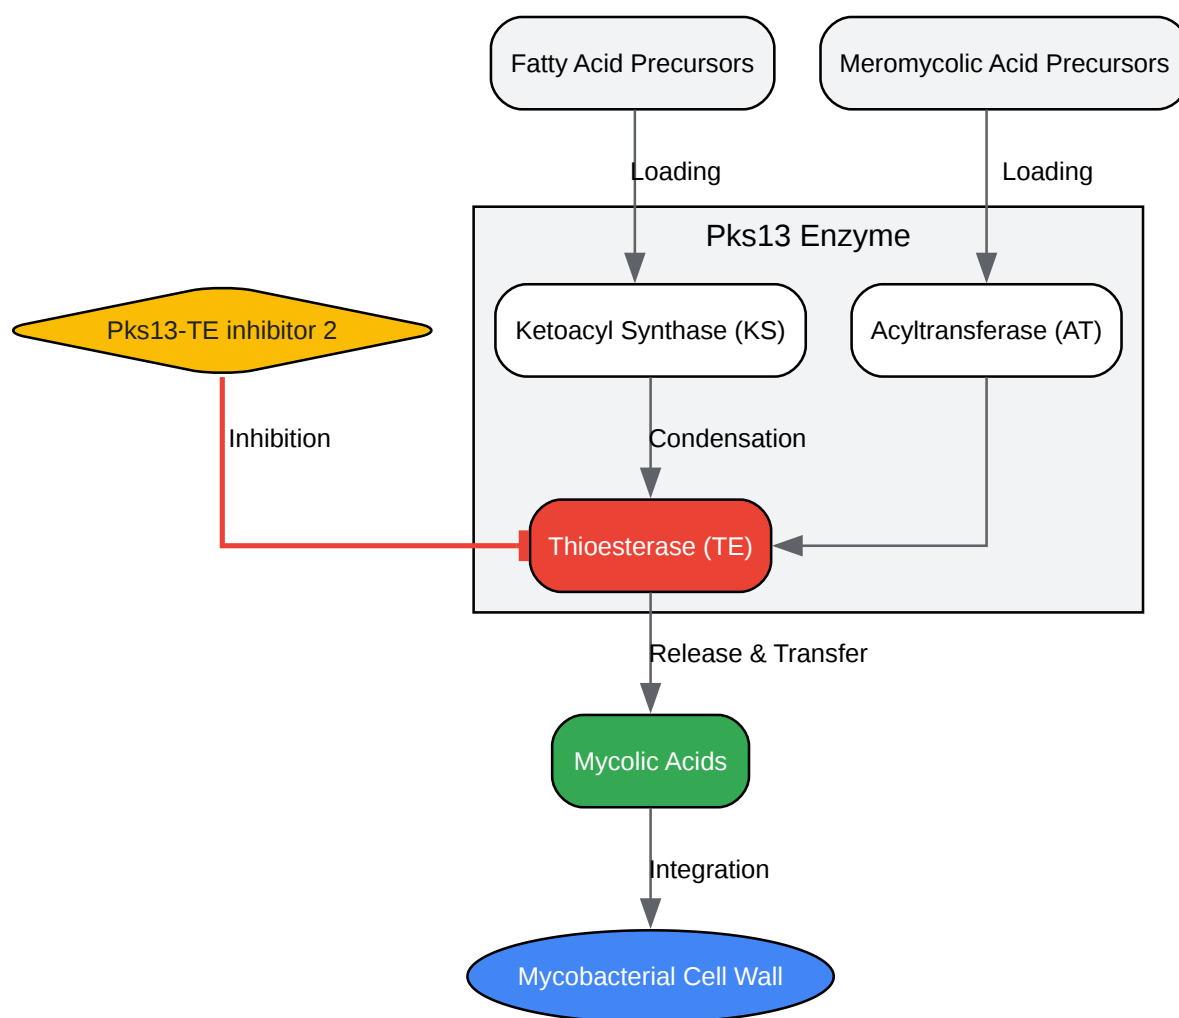 Fatty Acid Precursors
Meromycolic Acid Precursors
Loading
Loading
Pks13 Enzyme
Pks13-TE inhibitor 2
Ketoacyl Synthase (KS)
Acyltransferase (AT)
Inhibition
Condensation
Thioesterase (TE)
Release & Transfer
Mycolic Acids
Integration
Mycobacterial Cell Wall